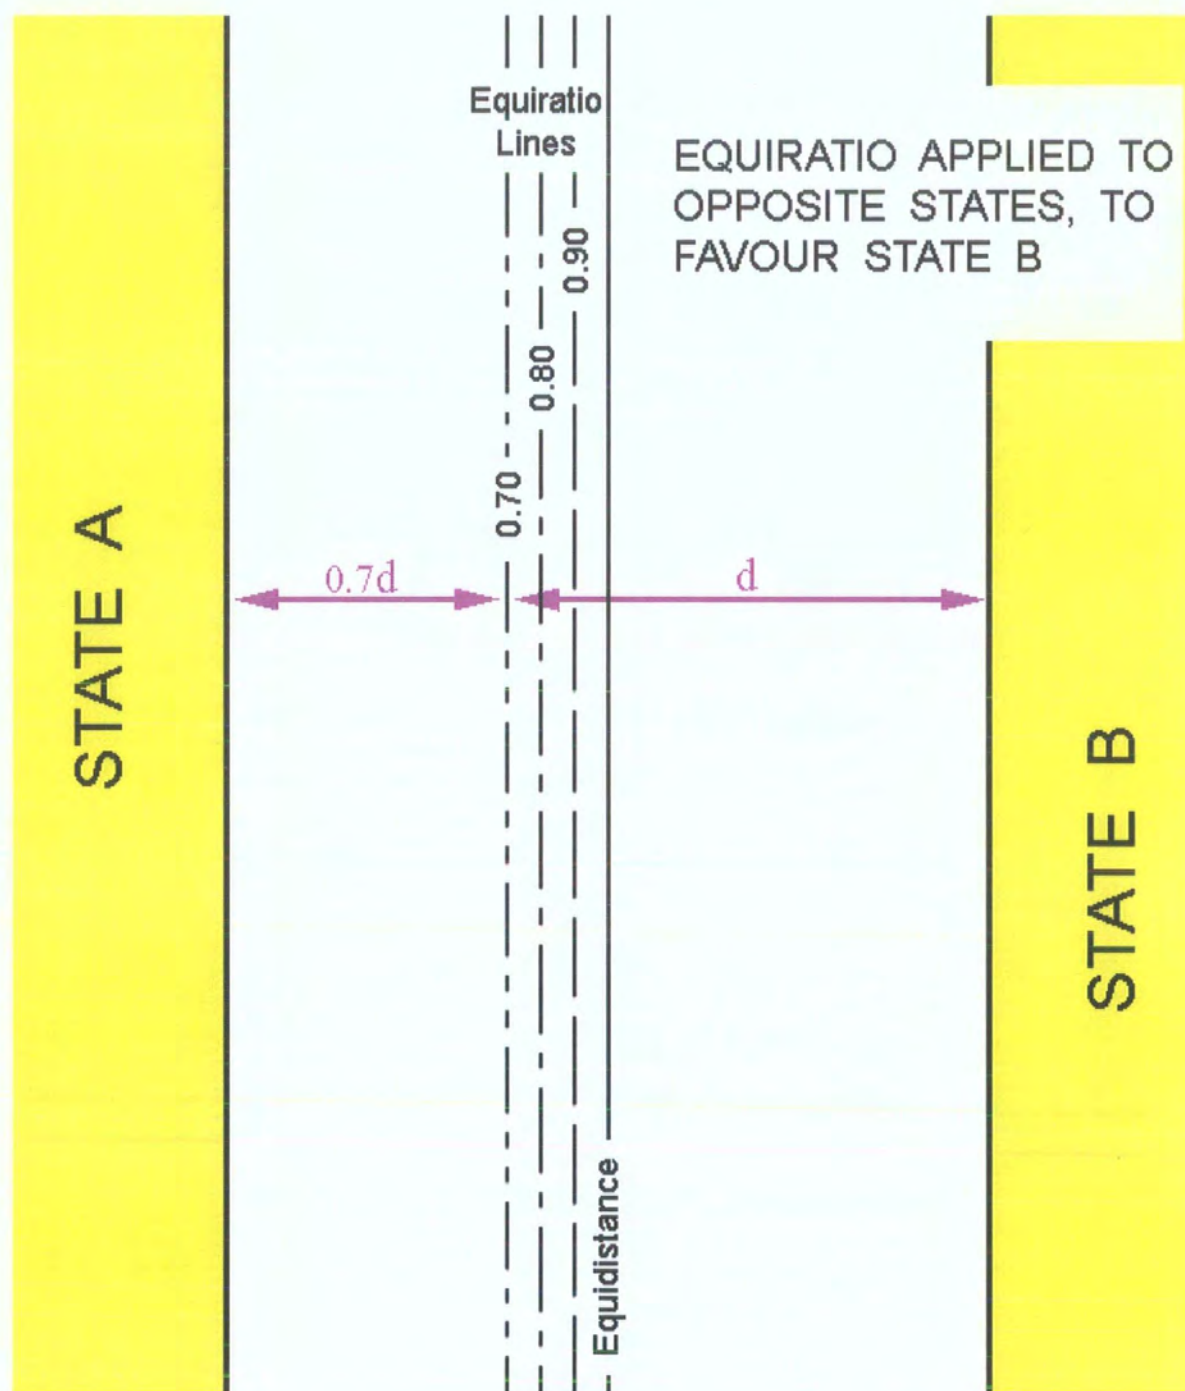 Equiratio
Lines
EQUIRATIO APPLIED TO
OPPOSITE STATES, TO
FAVOUR STATE B
0.90
0.80
0.70
STATE A
0.7d
d
STATE B
Equidistance